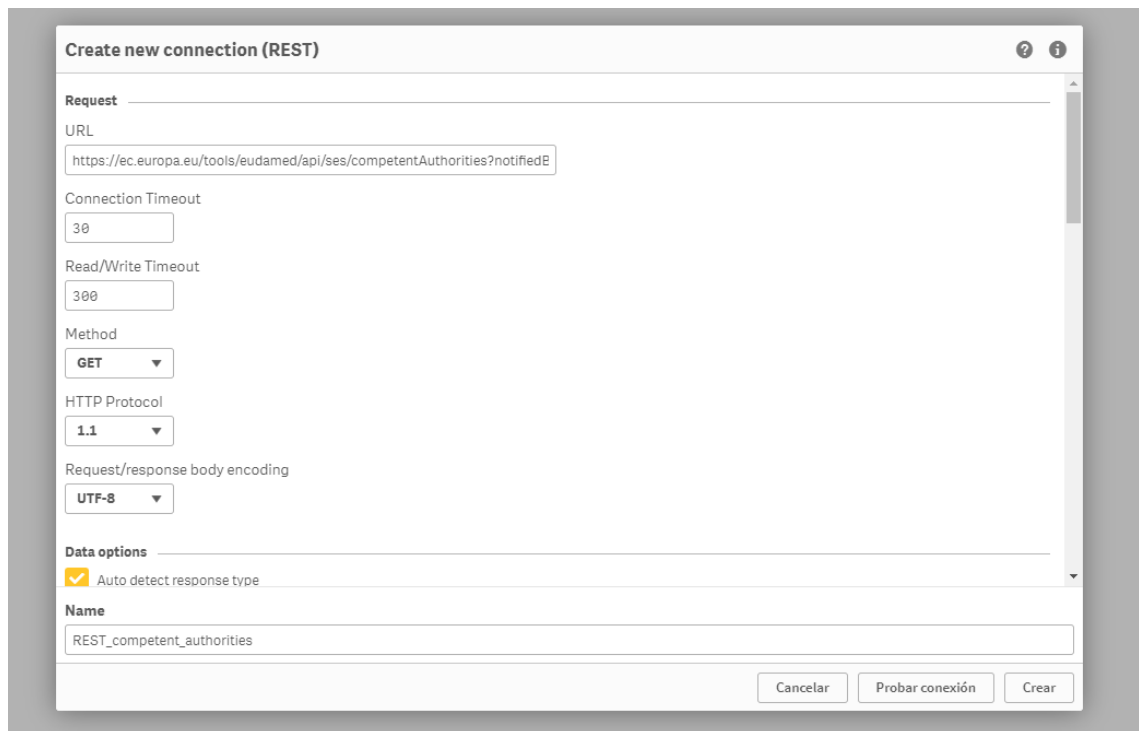 Create new connection (REST)
Request
URL
https://ec.europa.eu/tools/eudamed/api/ses/competentAuthorities?notifiedB
Connection Timeout
30
Read/Write Timeout
300
Method
GET
HTTP Protocol
1.1
Request/response body encoding
UTF-8
Data options
Auto detect response type
Name
REST_competent_authorities
Cancelar Probar conexión Crear